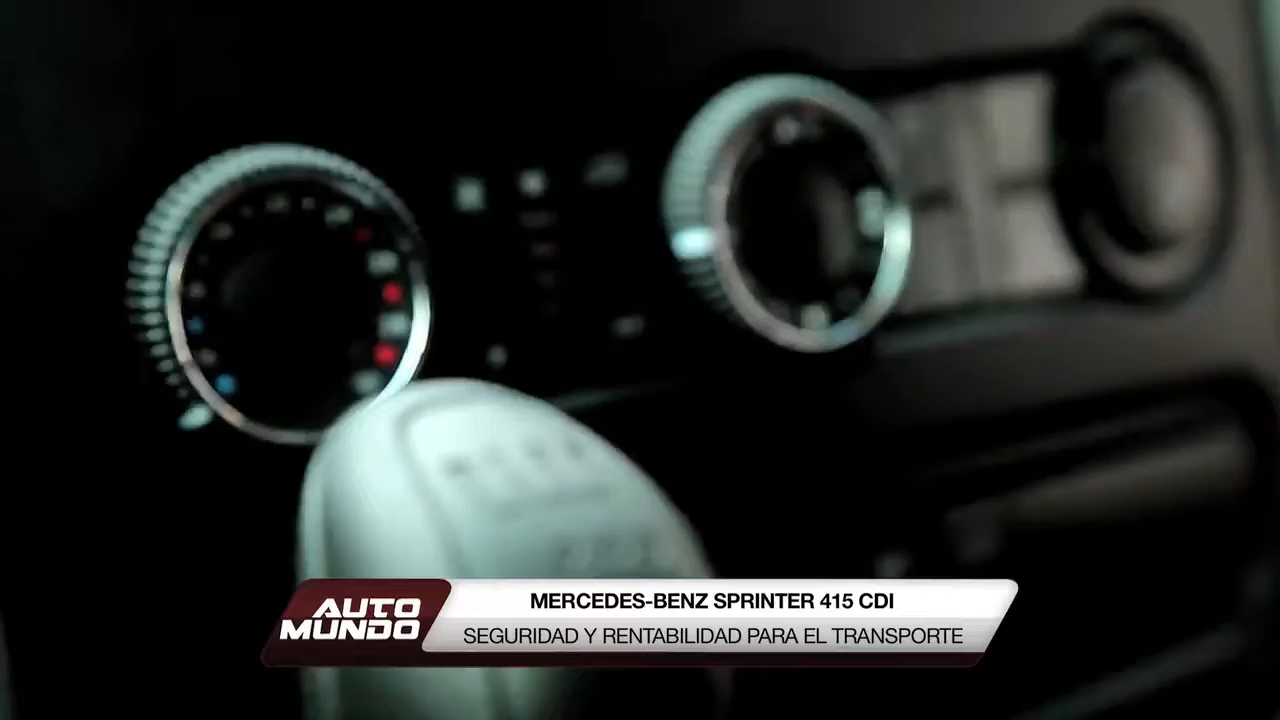 AUTO
MUNDO
MERCEDES-BENZ SPRINTER 415 CDI
SEGURIDAD Y RENTABILIDAD PARA EL TRANSPORTE